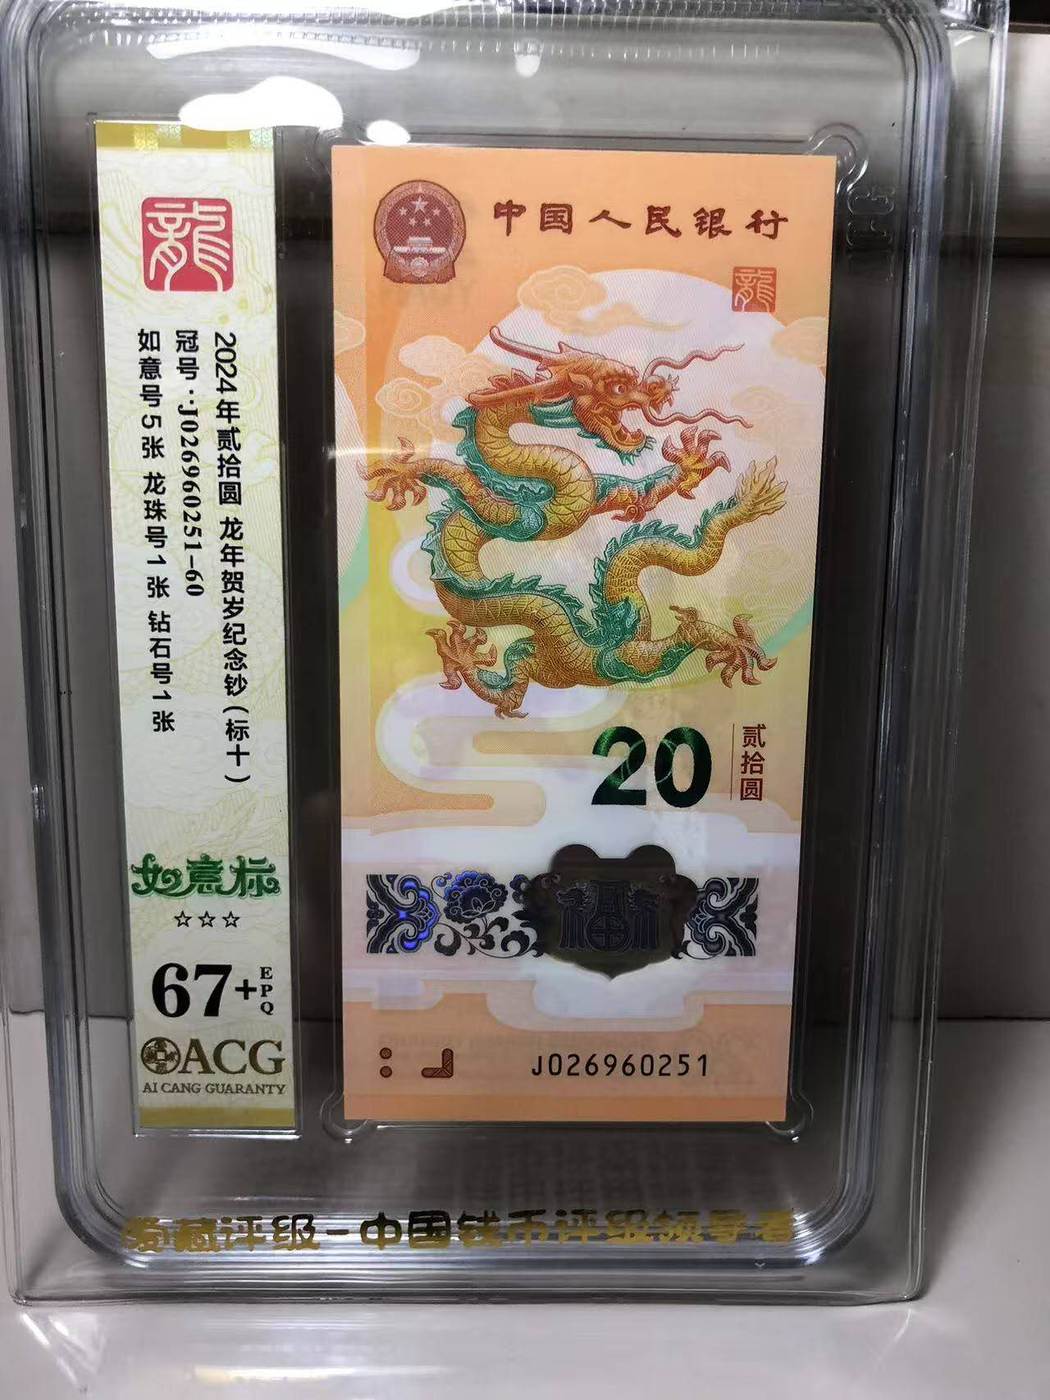 龍
2024年贰拾圆 龙年贺岁纪念钞(标十)
冠号:J026960251-60
如意号5张 龙珠号1张 钻石号1张
如意标
☆☆☆
67+EPQ
ACG
AI CANG GUARANTY
中国人民银行
龍
20
贰拾圆
J026960251
爱藏评级-中国钱币评级领导者